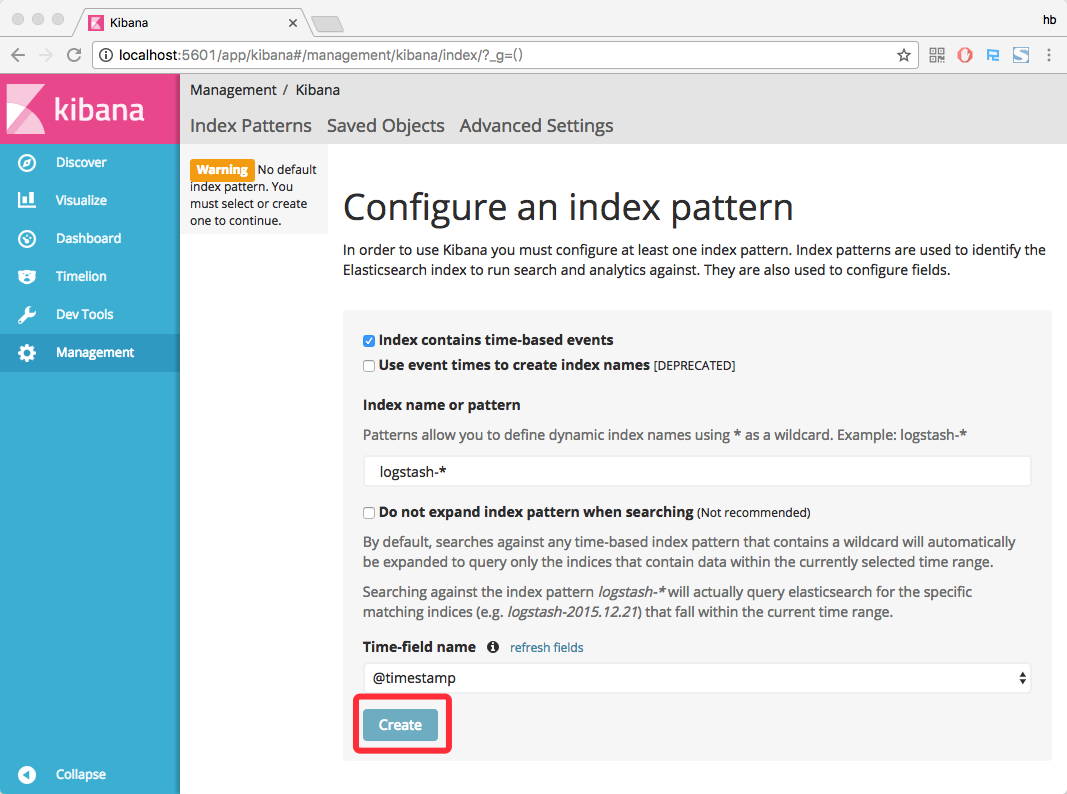 Kibana
hb
localhost:5601/app/kibana#/management/kibana/index/?_g=()
kibana
Discover
Visualize
Dashboard
Timelion
Dev Tools
Management
Collapse
Management / Kibana
Index Patterns Saved Objects Advanced Settings
Warning No default
index pattern. You
must select or create
one to continue.
Configure an index pattern
In order to use Kibana you must configure at least one index pattern. Index patterns are used to identify the
Elasticsearch index to run search and analytics against. They are also used to configure fields.
Index contains time-based events
Use event times to create index names [DEPRECATED]
Index name or pattern
Patterns allow you to define dynamic index names using * as a wildcard. Example: logstash-*
logstash-*
Do not expand index pattern when searching (Not recommended)
By default, searches against any time-based index pattern that contains a wildcard will automatically
be expanded to query only the indices that contain data within the currently selected time range.
Searching against the index pattern logstash-* will actually query elasticsearch for the specific
matching indices (e.g. logstash-2015.12.21) that fall within the current time range.
Time-field name refresh fields
@timestamp
Create